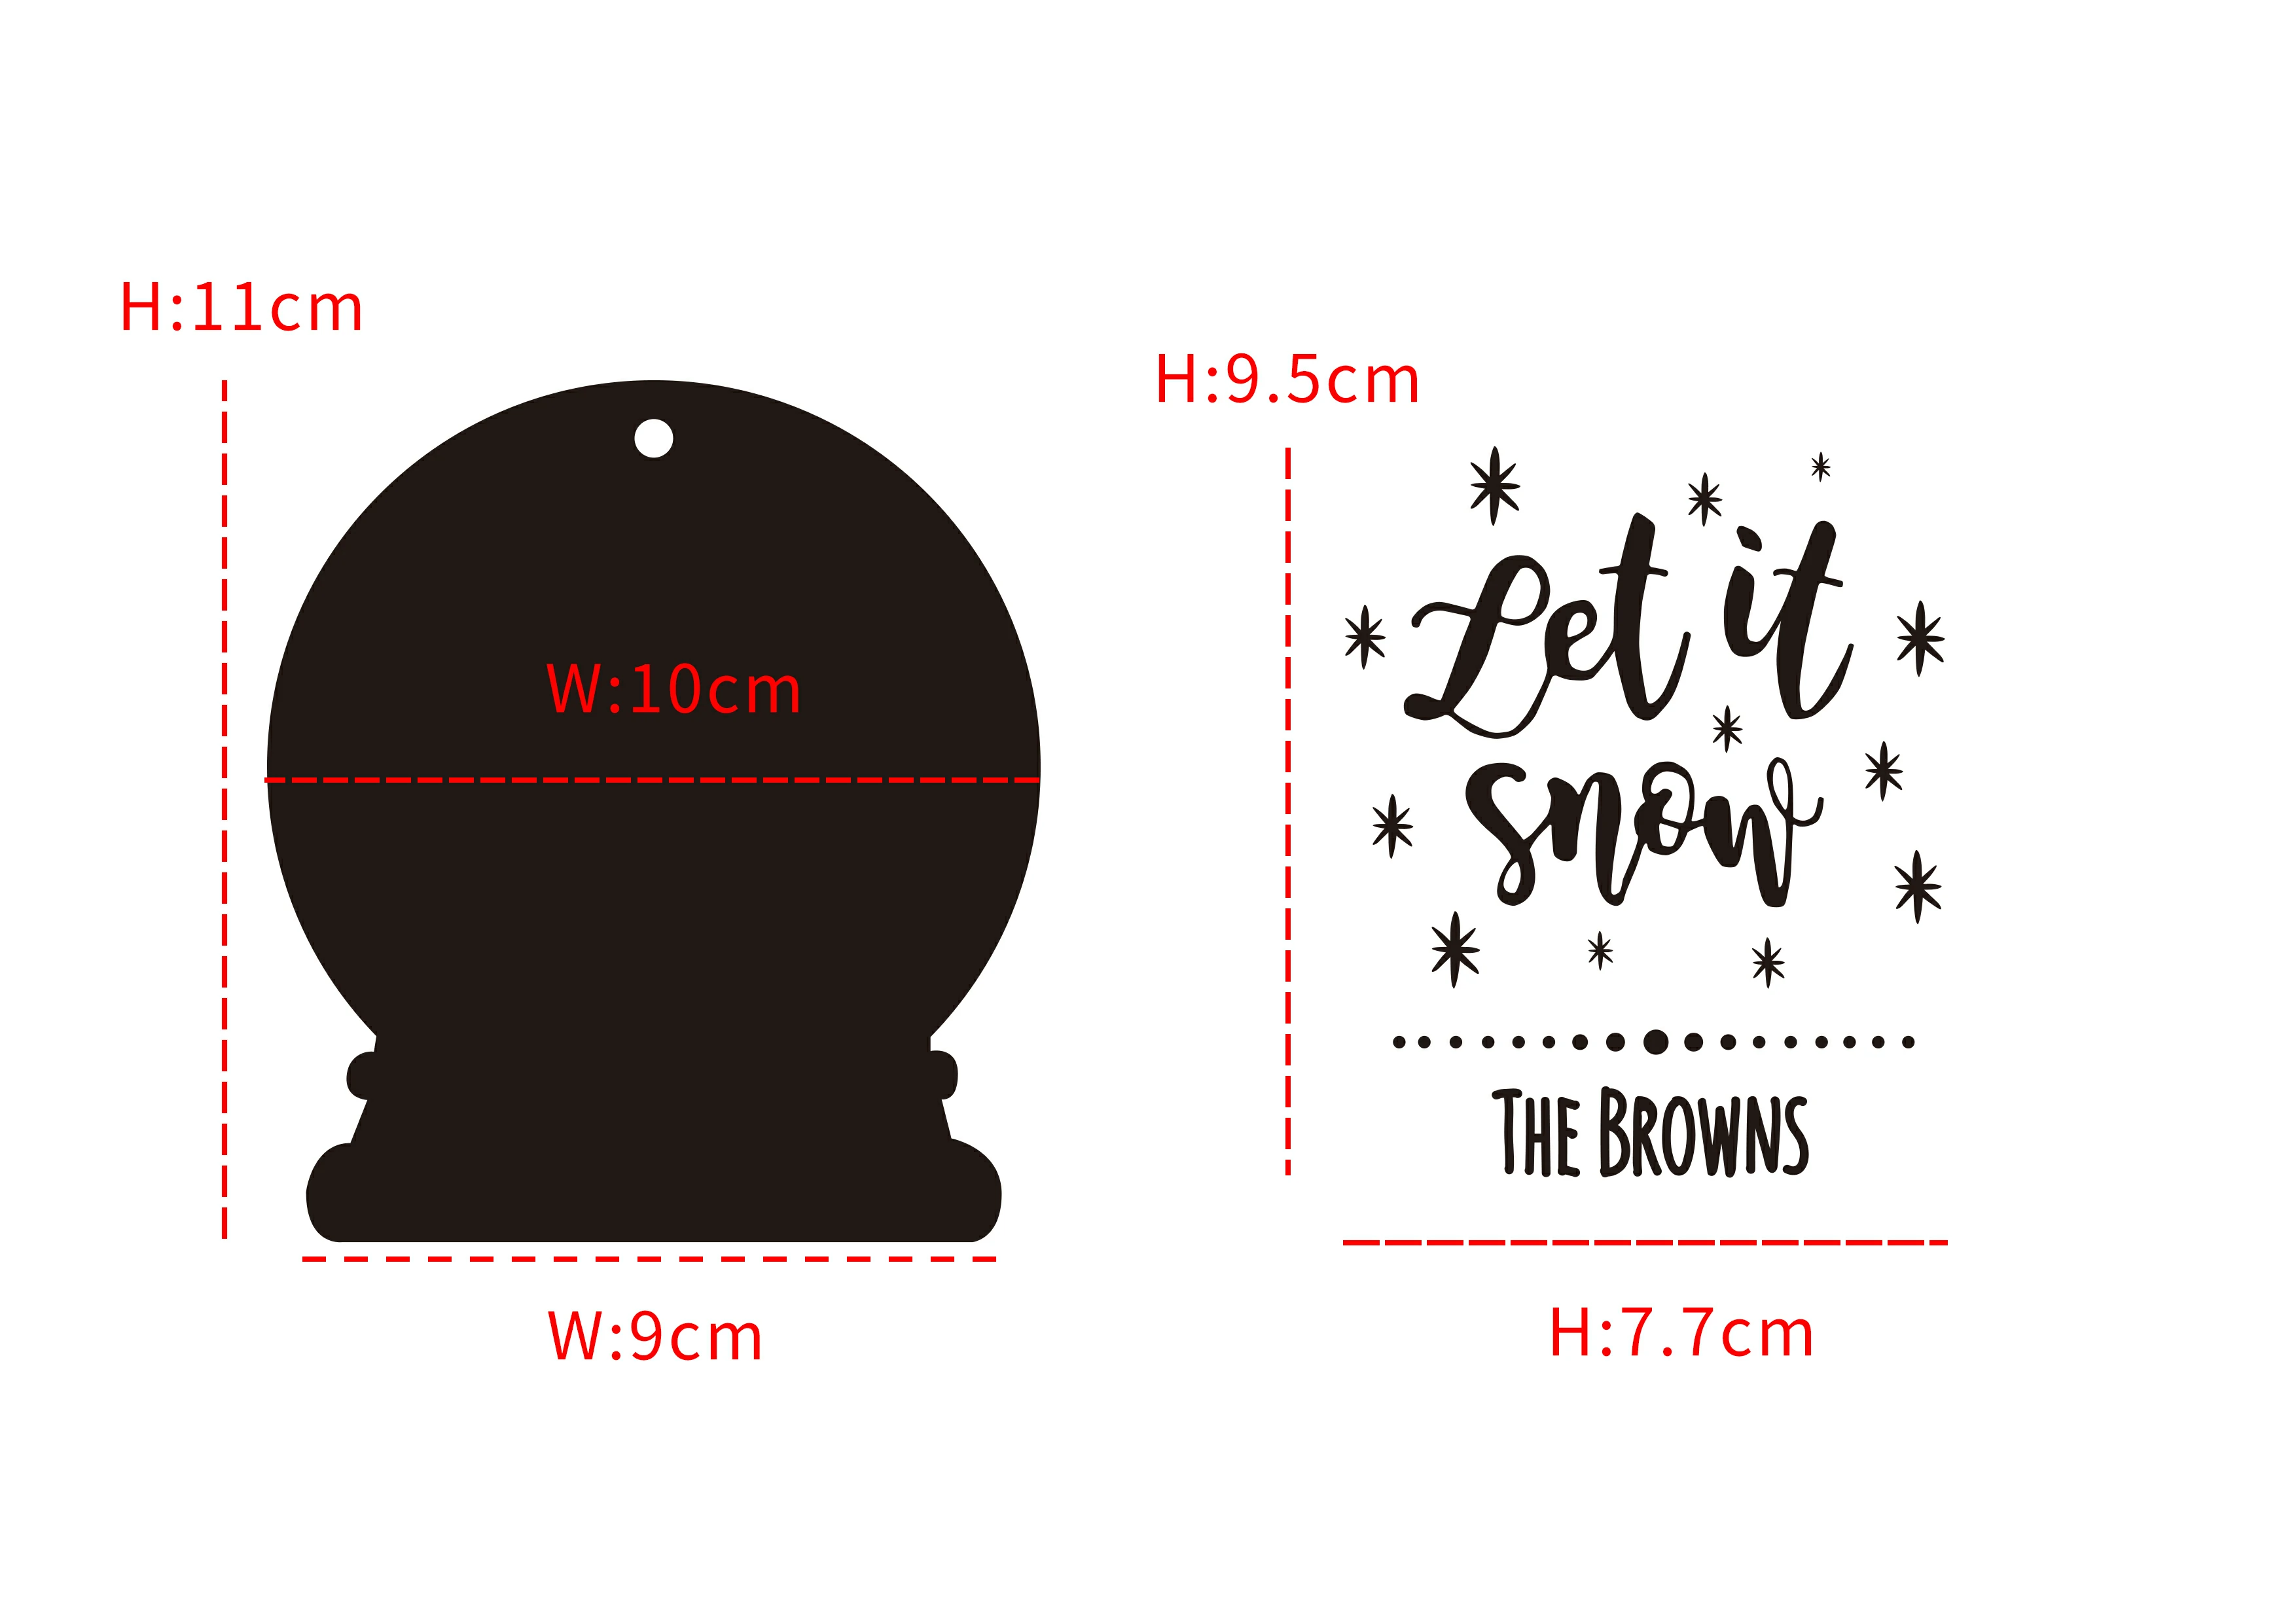 H:11cm
W:10cm
W:9cm
H:9.5cm
Let it
snow
THE BROWNS
H:7.7cm